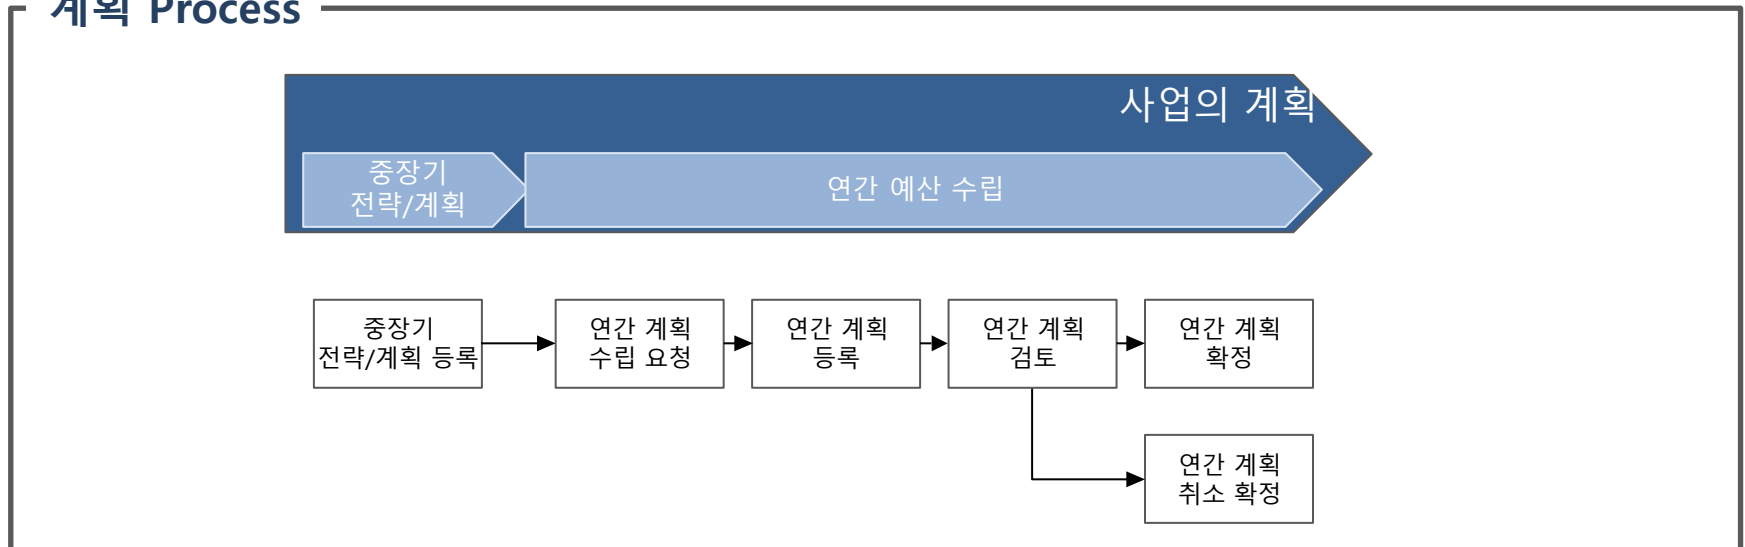 계획 Process
사업의 계획
중장기
전략/계획
연간 예산 수립
중장기
전략/계획 등록
연간 계획
수립 요청
연간 계획
등록
연간 계획
검토
연간 계획
확정
연간 계획
취소 확정